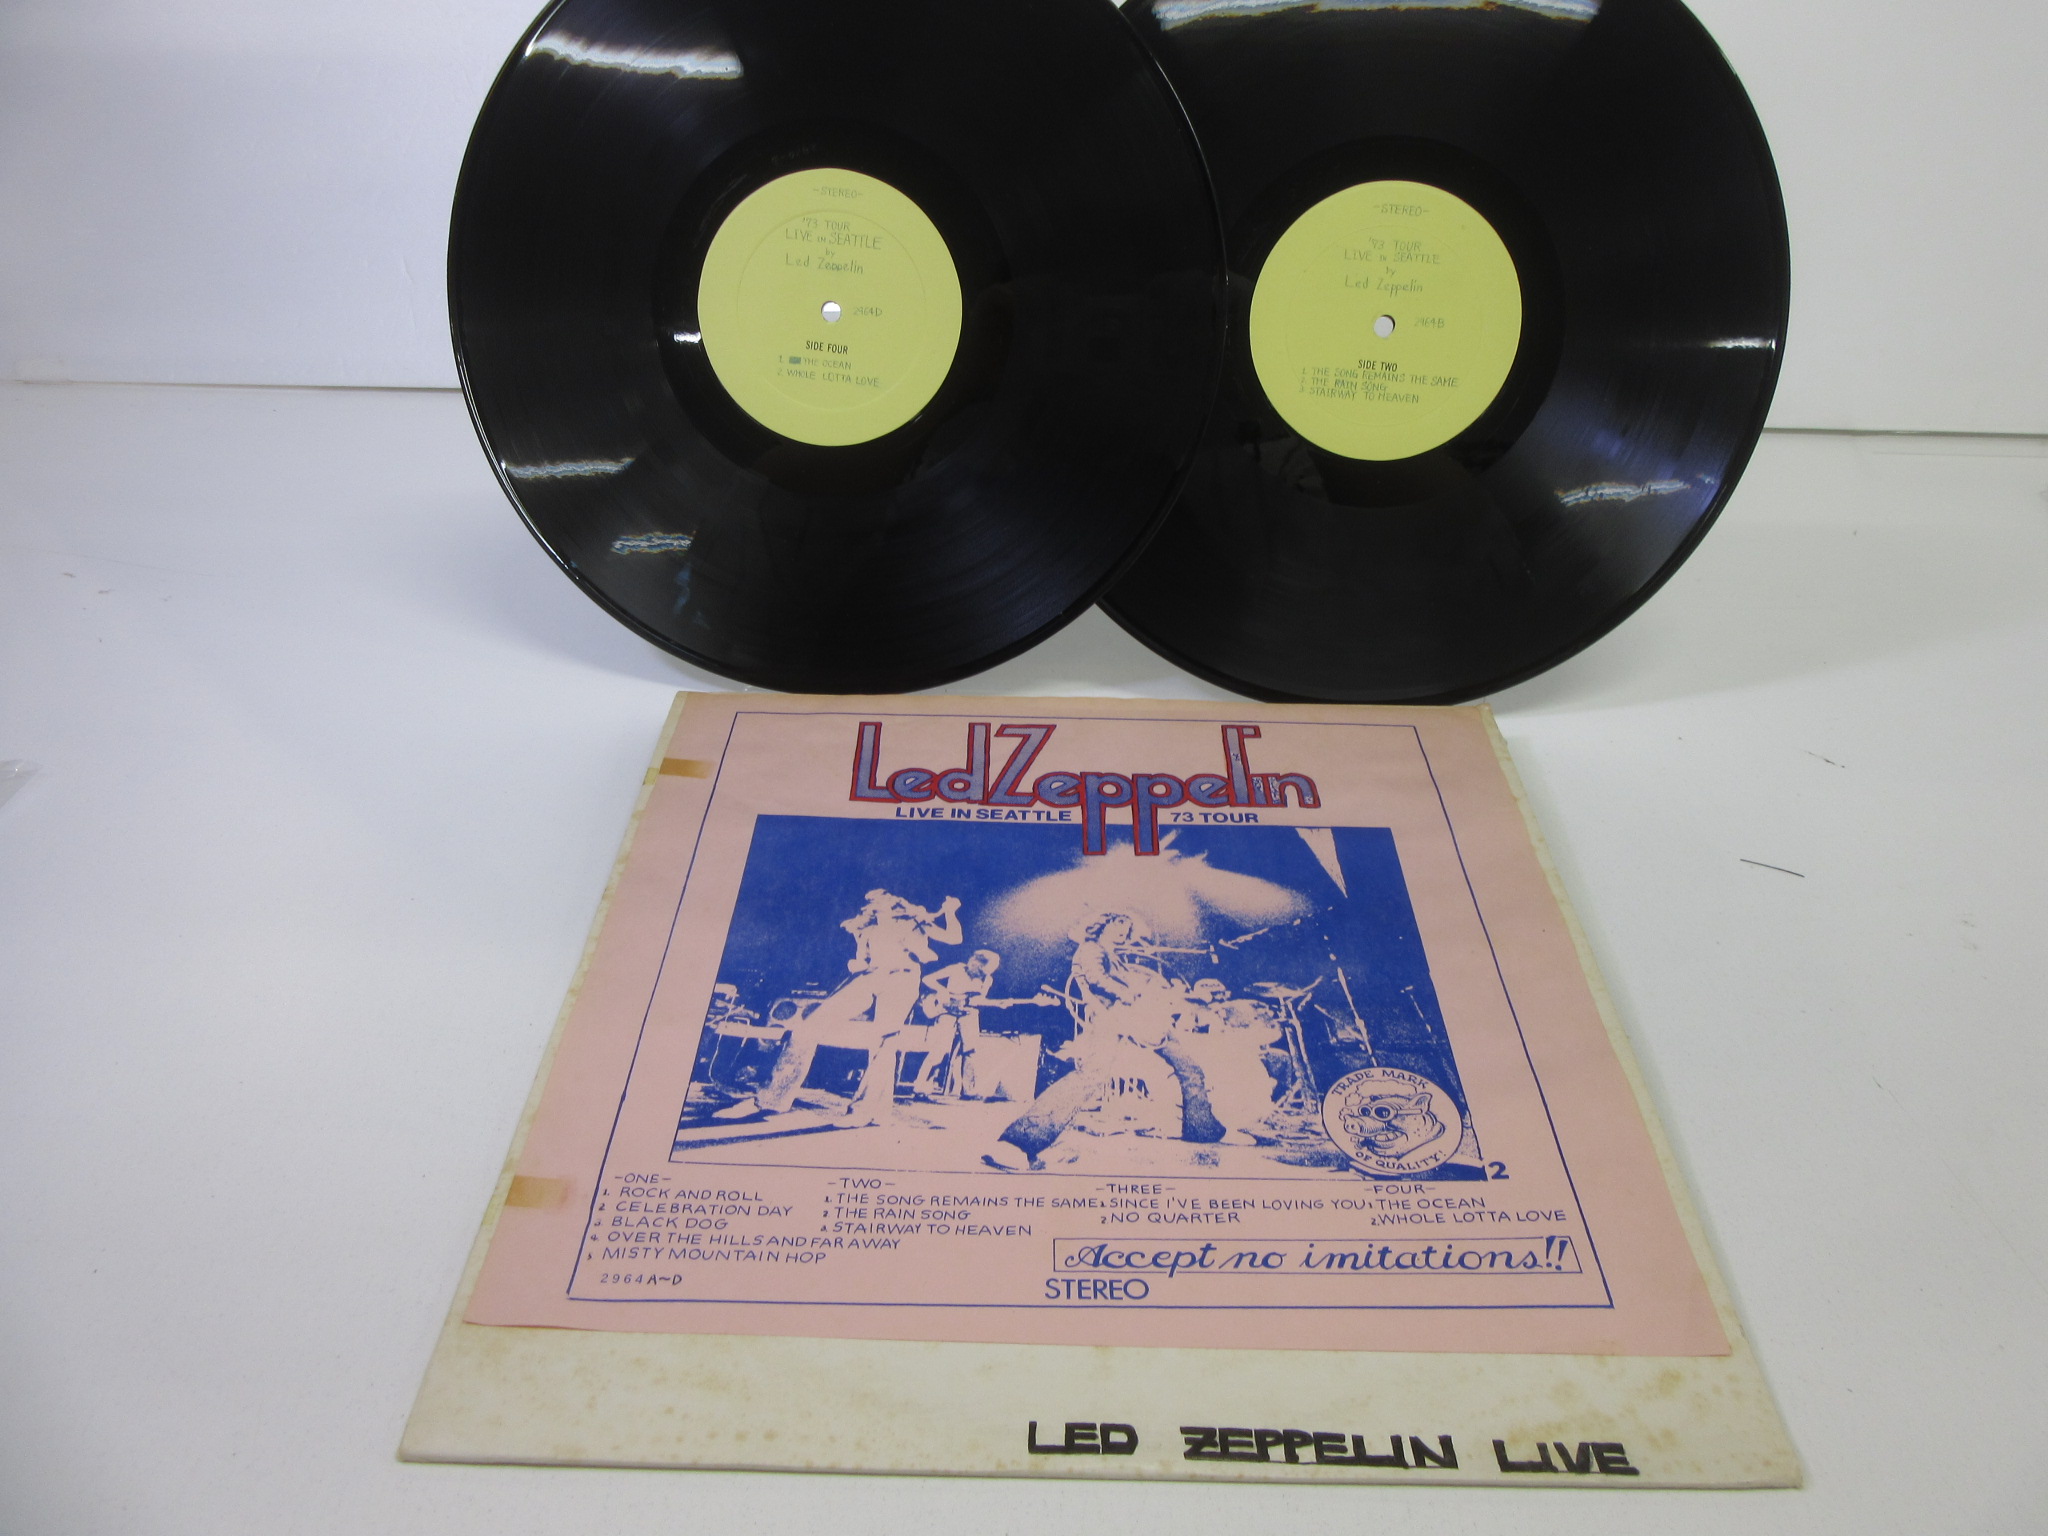 -STEREO-
'73 TOUR
LIVE IN SEATTLE
by
Led Zeppelin
2964D
SIDE FOUR
1. THE OCEAN
2 WHOLE LOTTA LOVE
-STEREO-
'73 TOUR
LIVE IN SEATTLE
by
Led Zeppelin
2964B
SIDE TWO
1. THE SONG REMAINS THE SAME
2 THE RAIN SONG
3. STAIRWAY TO HEAVEN
Led Zeppelin
LIVE IN SEATTLE 73 TOUR
TRADE MARK
OF QUALITY!
2
-ONE-
1. ROCK AND ROLL
2. CELEBRATION DAY
3 BLACK DOG
4. OVER THE HILLS AND FAR AWAY
5 MISTY MOUNTAIN HOP
2964 A~D
-TWO-
1. THE SONG REMAINS THE SAME
2 THE RAIN SONG
3. STAIRWAY TO HEAVEN
-THREE-
1 SINCE I'VE BEEN LOVING YOU
2 NO QUARTER
-FOUR-
1 THE OCEAN
2. WHOLE LOTTA LOVE
Accept no imitations!!
STEREO
LED ZEPPELIN LIVE